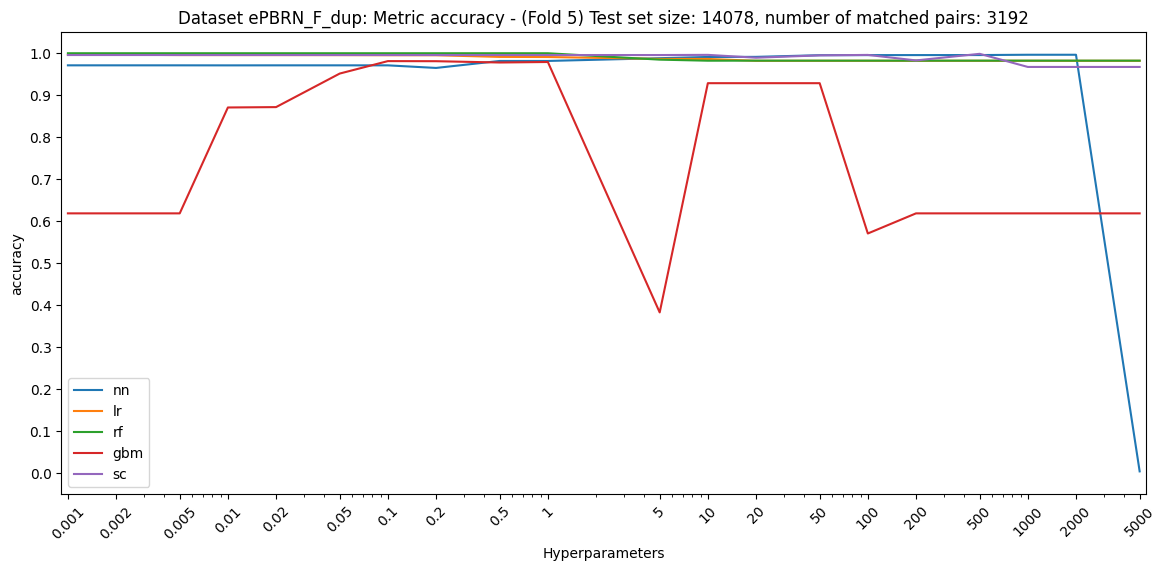 Dataset ePBRN_F_dup: Metric accuracy - (Fold 5) Test set size: 14078, number of matched pairs: 3192
accuracy
1.0
0.9
0.8
0.7
0.6
0.5
0.4
0.3
0.2
0.1
0.0
nn
lr
rf
gbm
sc
0.001 0.002 0.005 0.01 0.02 0.05 0.1 0.2 0.5 1 5 10 20 50 100 200 500 1000 2000 5000
Hyperparameters